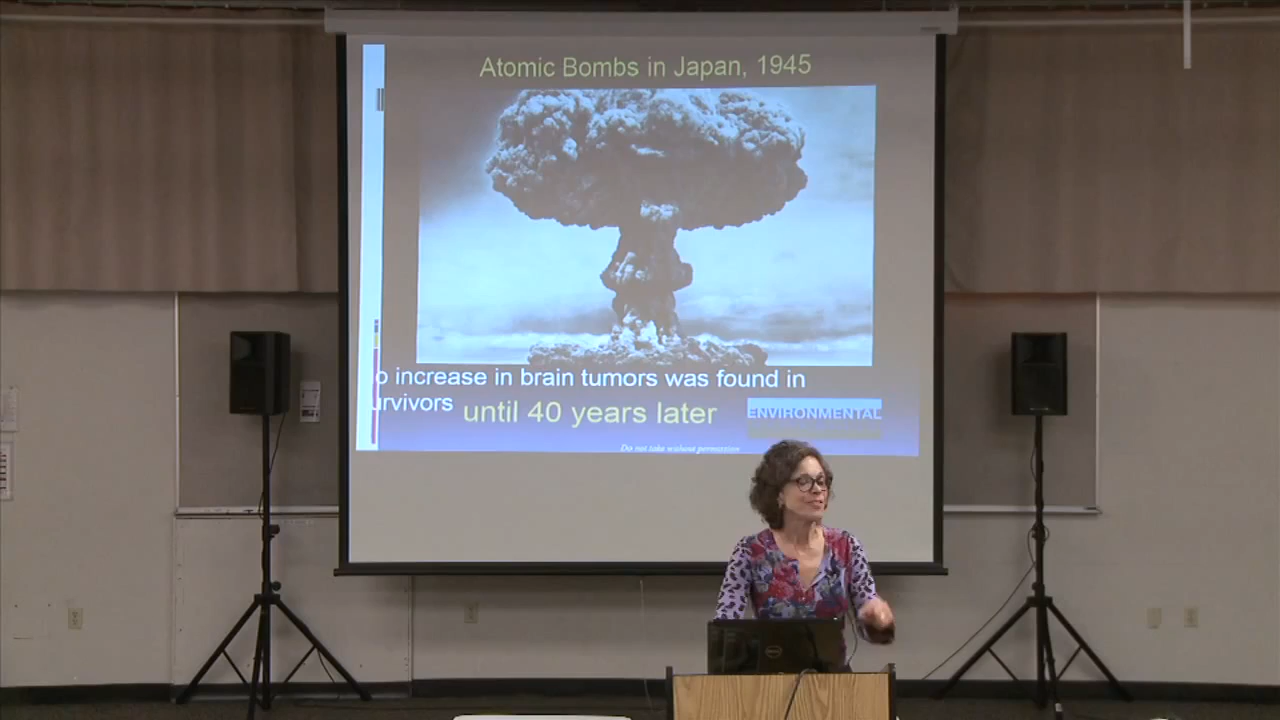 Atomic Bombs in Japan, 1945
o increase in brain tumors was found in
urvivors until 40 years later
ENVIRONMENTAL
Do not take without permission
DELL